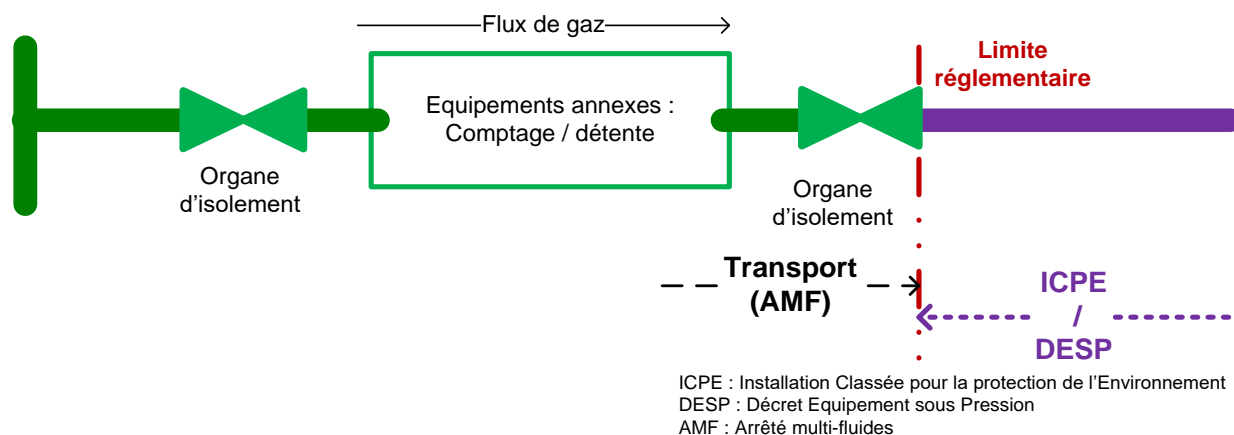 Flux de gaz
Limite
réglementaire
Equipements annexes :
Comptage / détente
Organe
d'isolement
Organe
d'isolement
Transport
(AMF)
ICPE
/
DESP
ICPE : Installation Classée pour la protection de l'Environnement
DESP : Décret Equipement sous Pression
AMF : Arrêté multi-fluides